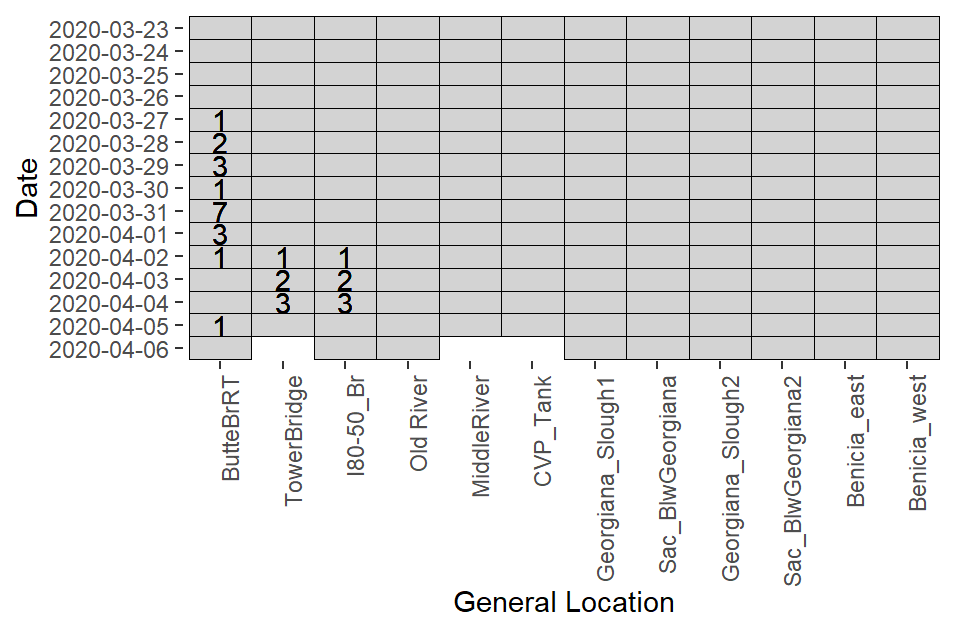 2020-03-23
2020-03-24
2020-03-25
2020-03-26
2020-03-27 1
2020-03-28 2
2020-03-29 3
2020-03-30 1
2020-03-31 7
2020-04-01 3
2020-04-02 1 1 1
2020-04-03 2 2
2020-04-04 3 3
2020-04-05 1
2020-04-06
Date
ButteBrRT
TowerBridge
I80-50_Br
Old River
MiddleRiver
CVP_Tank
Georgiana_Slough1
Sac_BlwGeorgiana
Georgiana_Slough2
Sac_BlwGeorgiana2
Benicia_east
Benicia_west
General Location